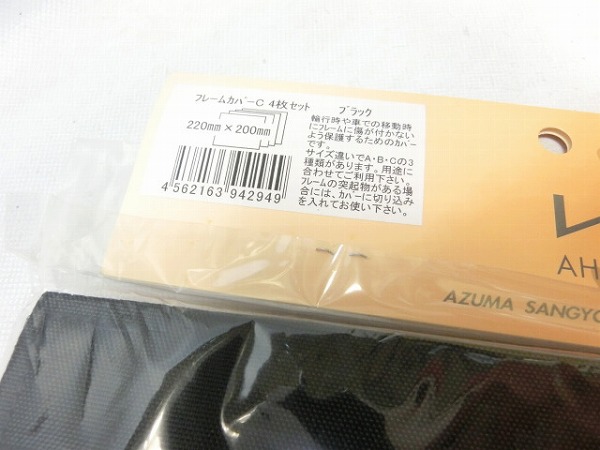 フレームカバーC 4枚セット ブラック
220mm×200mm
4562163 942949
輪行時や車での移動時
にフレームに傷が付かない
よう保護するためのカバー
です。
サイズ違いでA・B・Cの3
種類があります。用途に
合わせてご利用下さい。
フレームの突起物がある場
合には、カバーに切り込み
を入れてお使い下さい。
AH
AZUMA SANGYO